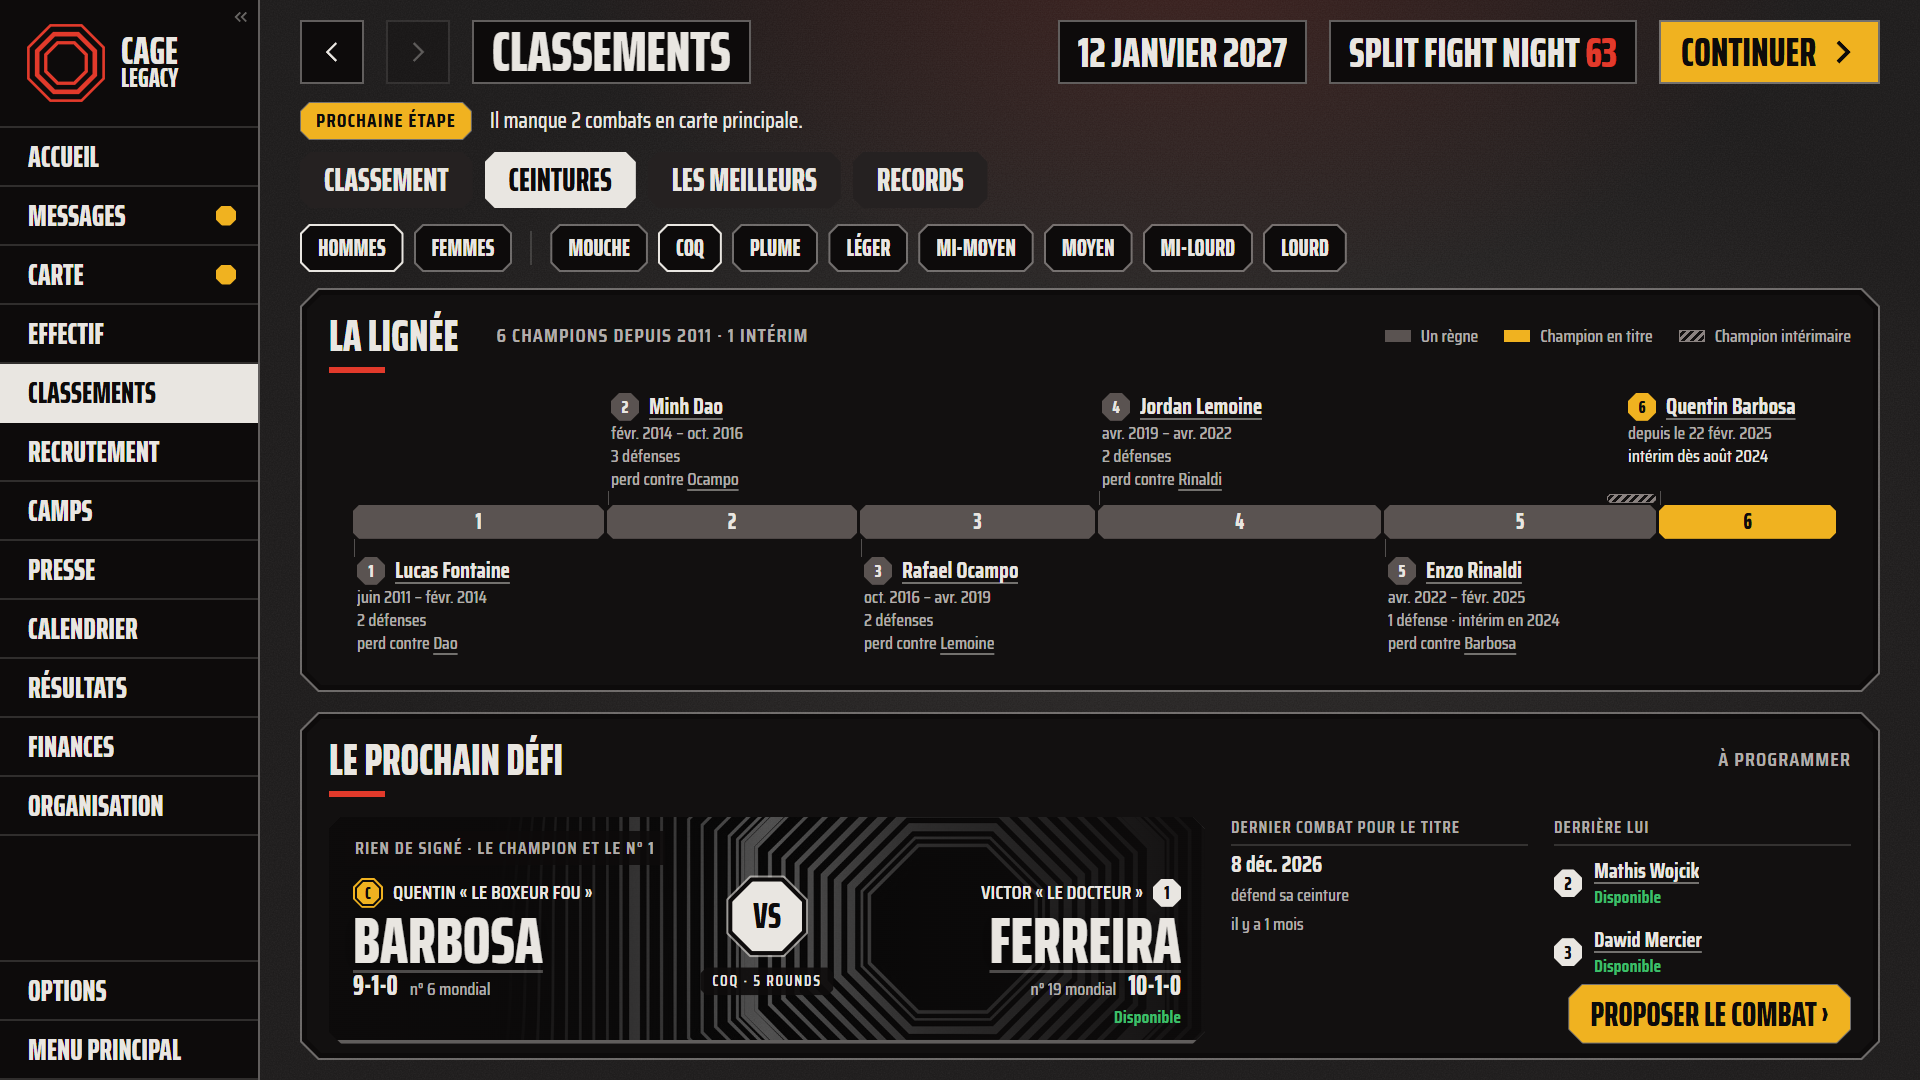 CAGE
LEGACY
ACCUEIL
MESSAGES
CARTE
EFFECTIF
CLASSEMENTS
RECRUTEMENT
CAMPS
PRESSE
CALENDRIER
RÉSULTATS
FINANCES
ORGANISATION
OPTIONS
MENU PRINCIPAL
CLASSEMENTS
12 JANVIER 2027
SPLIT FIGHT NIGHT 63
CONTINUER
PROCHAINE ÉTAPE
Il manque 2 combats en carte principale.
CLASSEMENT
CEINTURES
LES MEILLEURS
RECORDS
HOMMES
FEMMES
MOUCHE
COQ
PLUME
LÉGER
MI-MOYEN
MOYEN
MI-LOURD
LOURD
LA LIGNÉE
6 CHAMPIONS DEPUIS 2011 · 1 INTÉRIM
Un règne
Champion en titre
Champion intérimaire
2 Minh Dao
févr. 2014 – oct. 2016
3 défenses
perd contre Ocampo
4 Jordan Lemoine
avr. 2019 – avr. 2022
2 défenses
perd contre Rinaldi
6 Quentin Barbosa
depuis le 22 févr. 2025
intérim dès août 2024
1 2 3 4 5 6
1 Lucas Fontaine
juin 2011 – févr. 2014
2 défenses
perd contre Dao
3 Rafael Ocampo
oct. 2016 – avr. 2019
2 défenses
perd contre Lemoine
5 Enzo Rinaldi
avr. 2022 – févr. 2025
1 défense · intérim en 2024
perd contre Barbosa
LE PROCHAIN DÉFI
À PROGRAMMER
RIEN DE SIGNÉ · LE CHAMPION ET LE N° 1
C QUENTIN « LE BOXEUR FOU »
BARBOSA
9-1-0 n° 6 mondial
VS
COQ · 5 ROUNDS
VICTOR « LE DOCTEUR » 1
FERREIRA
n° 19 mondial 10-1-0
Disponible
DERNIER COMBAT POUR LE TITRE
8 déc. 2026
défend sa ceinture
il y a 1 mois
DERRIÈRE LUI
2 Mathis Wojcik
Disponible
3 Dawid Mercier
Disponible
PROPOSER LE COMBAT ›